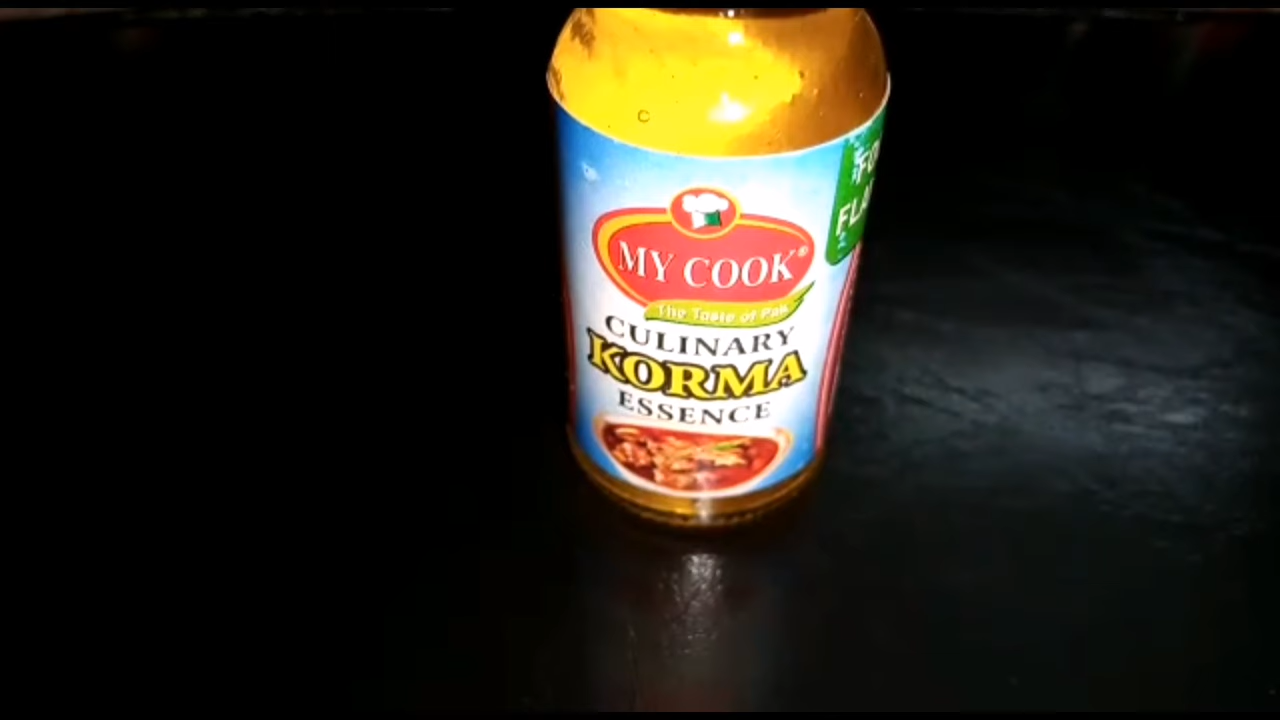 MY COOK®
The Taste of Pak
CULINARY
KORMA
ESSENCE